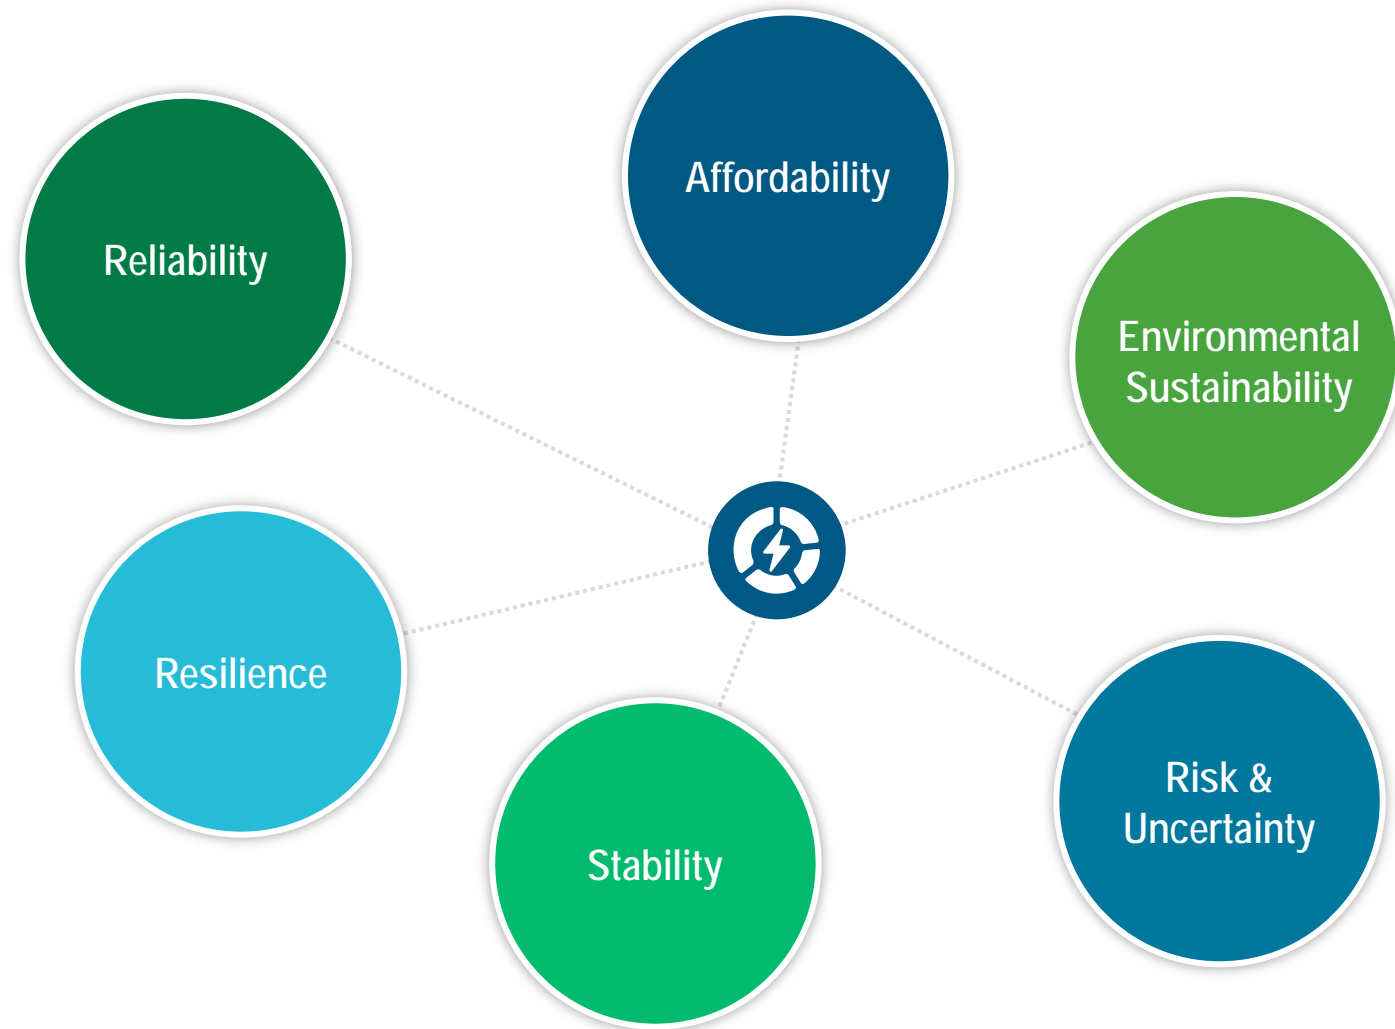 Affordability
Reliability
Environmental
Sustainability
Resilience
Risk &
Uncertainty
Stability